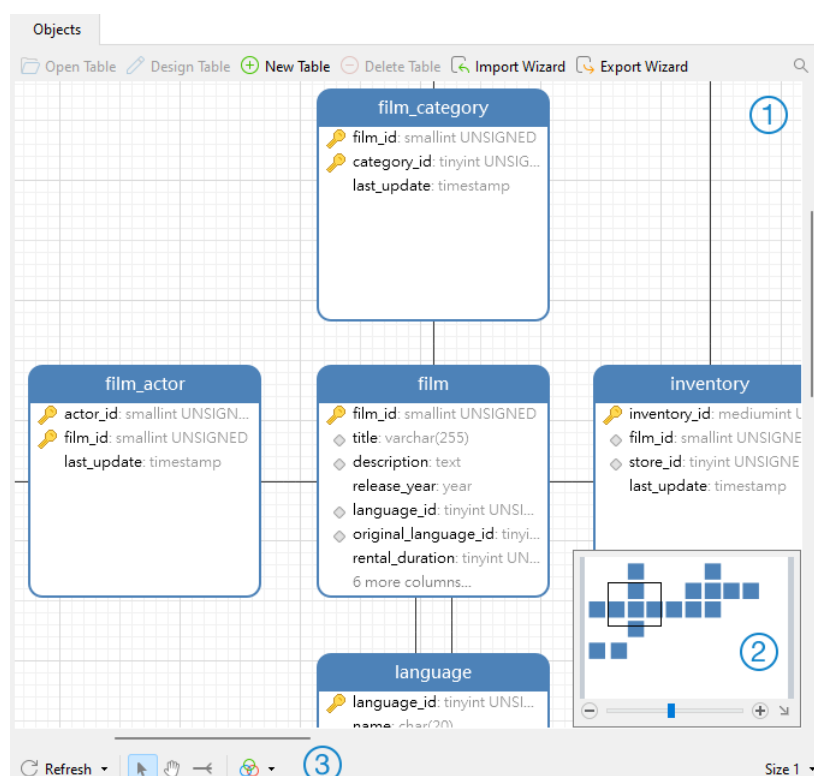 Objects
Open Table Design Table New Table Delete Table Import Wizard Export Wizard
1
film_category
film_id: smallint UNSIGNED
category_id: tinyint UNSIG...
last_update: timestamp
film_actor
actor_id: smallint UNSIGN...
film_id: smallint UNSIGNED
last_update: timestamp
film
film_id: smallint UNSIGNED
title: varchar(255)
description: text
release_year: year
language_id: tinyint UNSI...
original_language_id: tinyi...
rental_duration: tinyint UN...
6 more columns...
inventory
inventory_id: mediumint U
film_id: smallint UNSIGNE
store_id: tinyint UNSIGNE
last_update: timestamp
2
language
language_id: tinyint UNSI...
name: char(20)
Refresh
3
Size 1